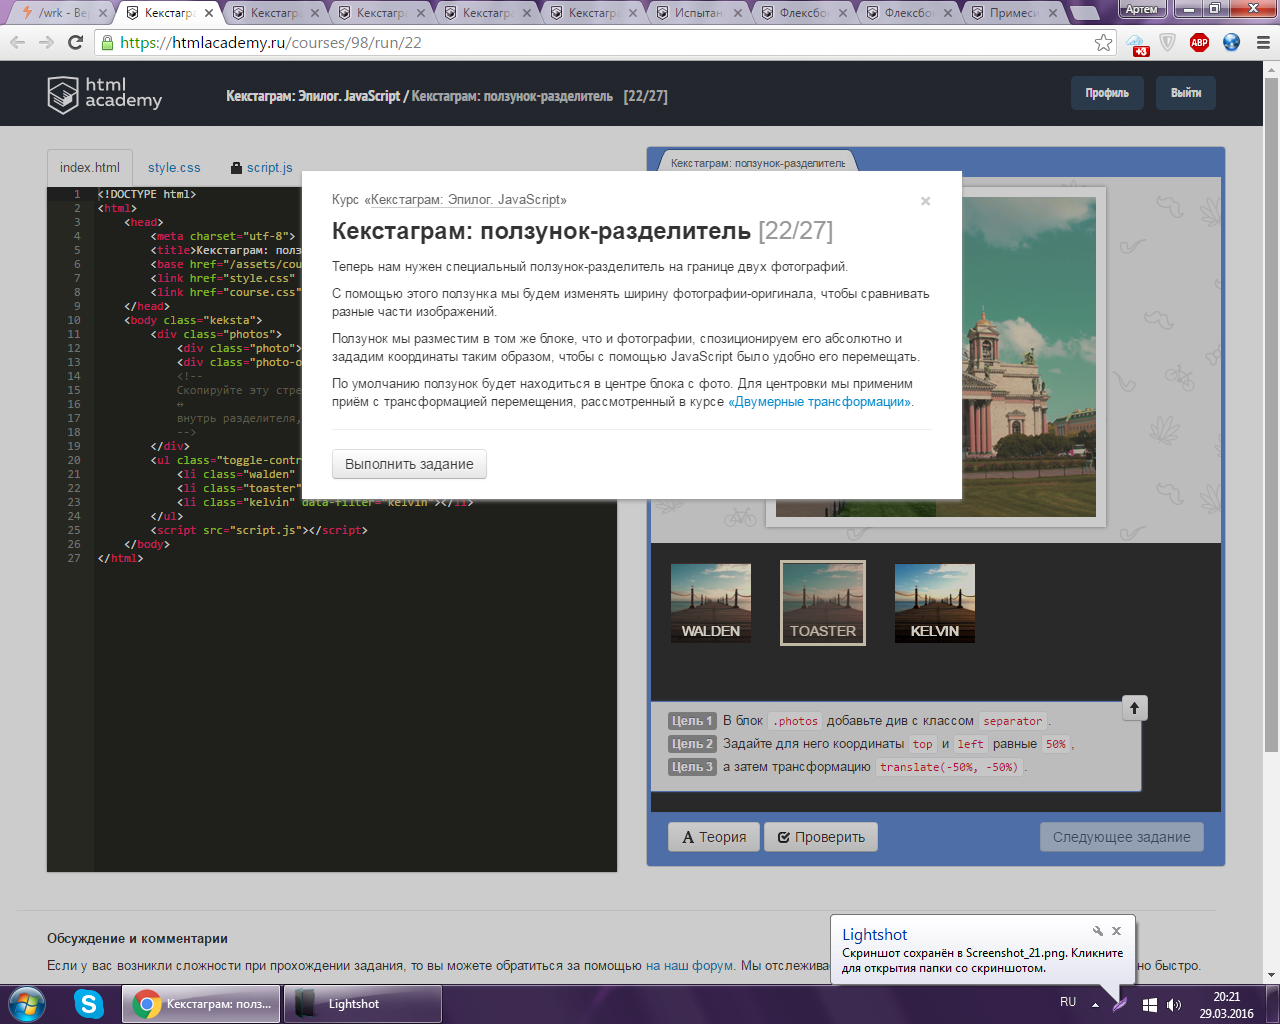 /wrk - Ве
Кекстагра
Кекстагра
Кекстагра
Кекстагра
Кекстагра
Испытан
Флексбо
Флексбо
Примеси
Артем
https://htmlacademy.ru/courses/98/run/22
+3
ABP
html
academy
Кекстаграм: Эпилог. JavaScript / Кекстаграм: ползунок-разделитель [22/27]
Профиль
Выйти
index.html
style.css
script.js
Кекстаграм: ползунок-разделитель
1 <!DOCTYPE html>
2 <html>
3 <head>
4 <meta charset="utf-8">
5 <title>Кекстаграм: полз
6 <base href="/assets/cou
7 <link href="style.css"
8 <link href="course.css"
9 </head>
10 <body class="keksta">
11 <div class="photos">
12 <div class="photo">
13 <div class="photo-o
14 <!--
15 Скопируйте эту стре
16 ↔
17 внутрь разделителя,
18 -->
19 </div>
20 <ul class="toggle-contr
21 <li class="walden"
22 <li class="toaster"
23 <li class="kelvin" data-filter="kelvin"></li>
24 </ul>
25 <script src="script.js"></script>
26 </body>
27 </html>
Курс «Кекстаграм: Эпилог. JavaScript»
×
Кекстаграм: ползунок-разделитель [22/27]
Теперь нам нужен специальный ползунок-разделитель на границе двух фотографий.
С помощью этого ползунка мы будем изменять ширину фотографии-оригинала, чтобы сравнивать
разные части изображений.
Ползунок мы разместим в том же блоке, что и фотографии, спозиционируем его абсолютно и
зададим координаты таким образом, чтобы с помощью JavaScript было удобно его перемещать.
По умолчанию ползунок будет находиться в центре блока с фото. Для центровки мы применим
приём с трансформацией перемещения, рассмотренный в курсе «Двумерные трансформации».
Выполнить задание
WALDEN
TOASTER
KELVIN
Цель 1 В блок .photos добавьте див с классом separator.
Цель 2 Задайте для него координаты top и left равные 50%,
Цель 3 а затем трансформацию translate(-50%, -50%).
Теория
Проверить
Следующее задание
Обсуждение и комментарии
Если у вас возникли сложности при прохождении задания, то вы можете обратиться за помощью на наш форум. Мы отслежива
но быстро.
Lightshot
Скриншот сохранён в Screenshot_21.png. Кликните
для открытия папки со скриншотом.
Кекстаграм: полз...
Lightshot
RU
20:21
29.03.2016